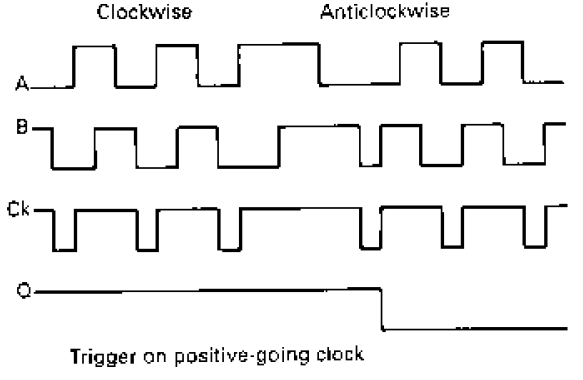 Clockwise Anticlockwise
A
B
Ck
Q
Trigger on positive-going clock